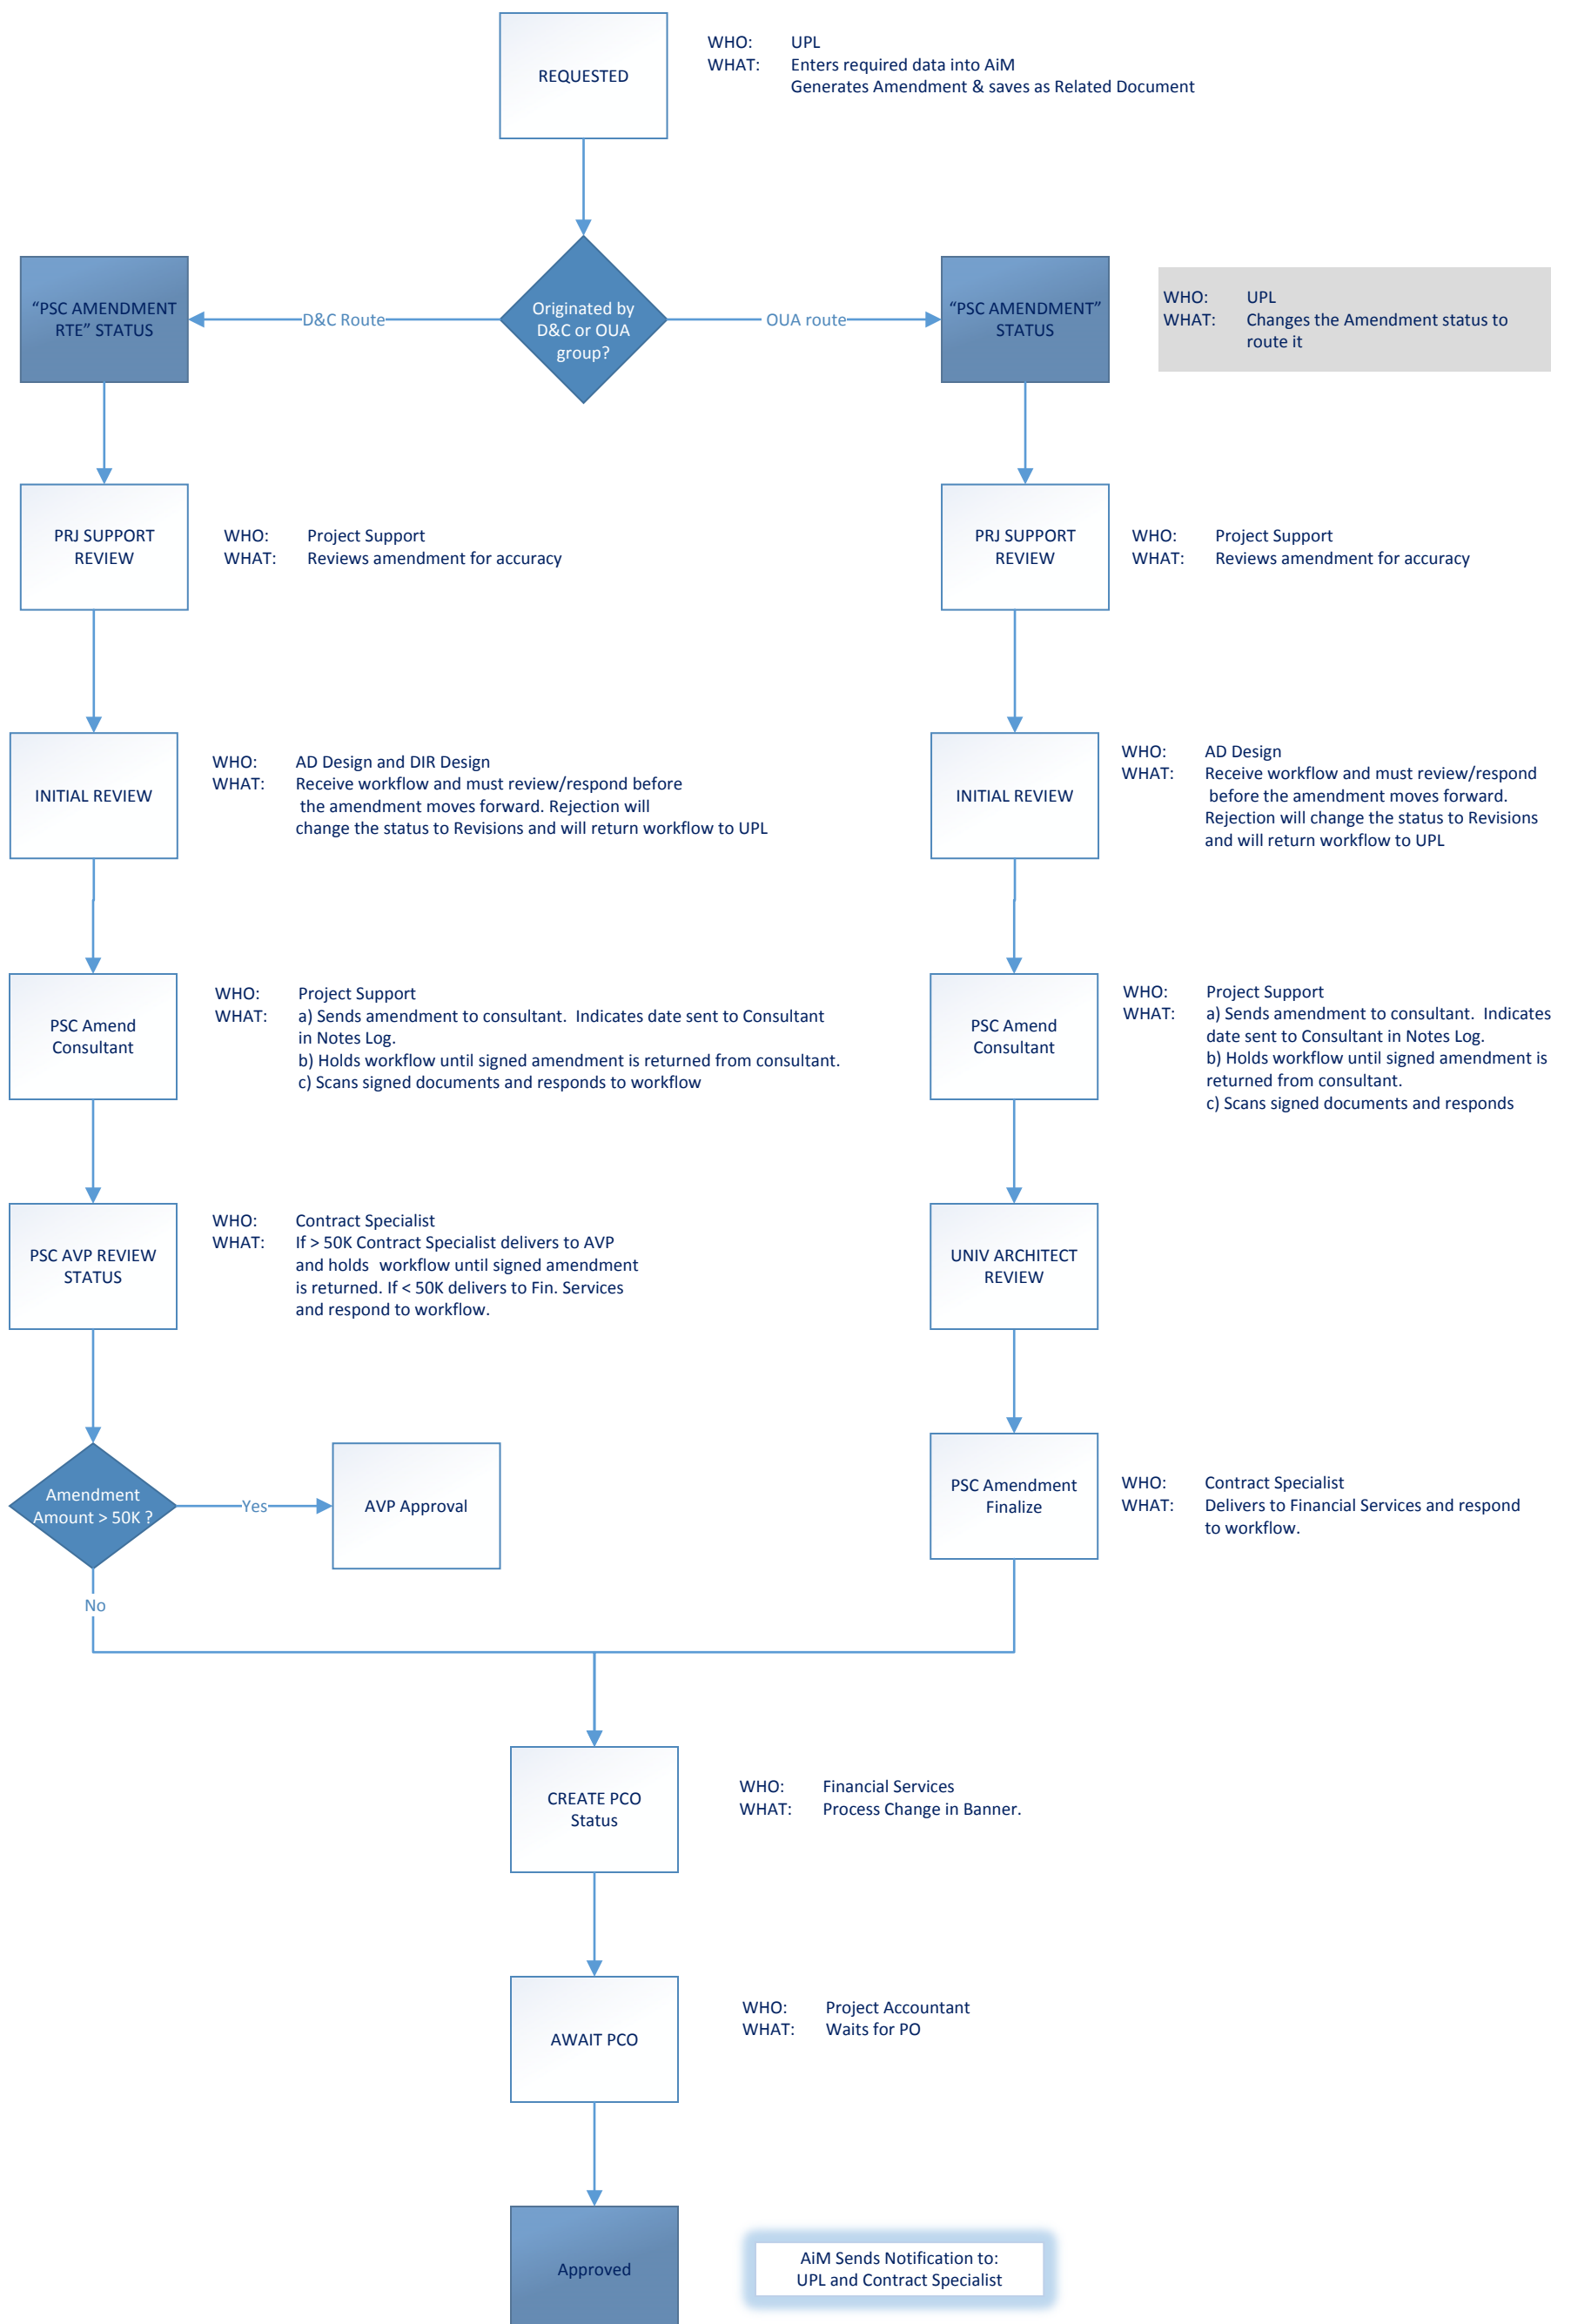 REQUESTED
WHO: UPL
WHAT: Enters required data into AiM
Generates Amendment & saves as Related Document
“PSC AMENDMENT
RTE” STATUS
D&C Route
Originated by
D&C or OUA
group?
OUA route
“PSC AMENDMENT”
STATUS
WHO: UPL
WHAT: Changes the Amendment status to
route it
PRJ SUPPORT
REVIEW
WHO: Project Support
WHAT: Reviews amendment for accuracy
PRJ SUPPORT
REVIEW
WHO: Project Support
WHAT: Reviews amendment for accuracy
INITIAL REVIEW
WHO: AD Design and DIR Design
WHAT: Receive workflow and must review/respond before
the amendment moves forward. Rejection will
change the status to Revisions and will return workflow to UPL
INITIAL REVIEW
WHO: AD Design
WHAT: Receive workflow and must review/respond
before the amendment moves forward.
Rejection will change the status to Revisions
and will return workflow to UPL
PSC Amend
Consultant
WHO: Project Support
WHAT: a) Sends amendment to consultant. Indicates date sent to Consultant
in Notes Log.
b) Holds workflow until signed amendment is returned from consultant.
c) Scans signed documents and responds to workflow
PSC Amend
Consultant
WHO: Project Support
WHAT: a) Sends amendment to consultant. Indicates
date sent to Consultant in Notes Log.
b) Holds workflow until signed amendment is
returned from consultant.
c) Scans signed documents and responds
PSC AVP REVIEW
STATUS
WHO: Contract Specialist
WHAT: If > 50K Contract Specialist delivers to AVP
and holds workflow until signed amendment
is returned. If < 50K delivers to Fin. Services
and respond to workflow.
UNIV ARCHITECT
REVIEW
Amendment
Amount > 50K ?
Yes
AVP Approval
No
PSC Amendment
Finalize
WHO: Contract Specialist
WHAT: Delivers to Financial Services and respond
to workflow.
CREATE PCO
Status
WHO: Financial Services
WHAT: Process Change in Banner.
AWAIT PCO
WHO: Project Accountant
WHAT: Waits for PO
Approved
AiM Sends Notification to:
UPL and Contract Specialist